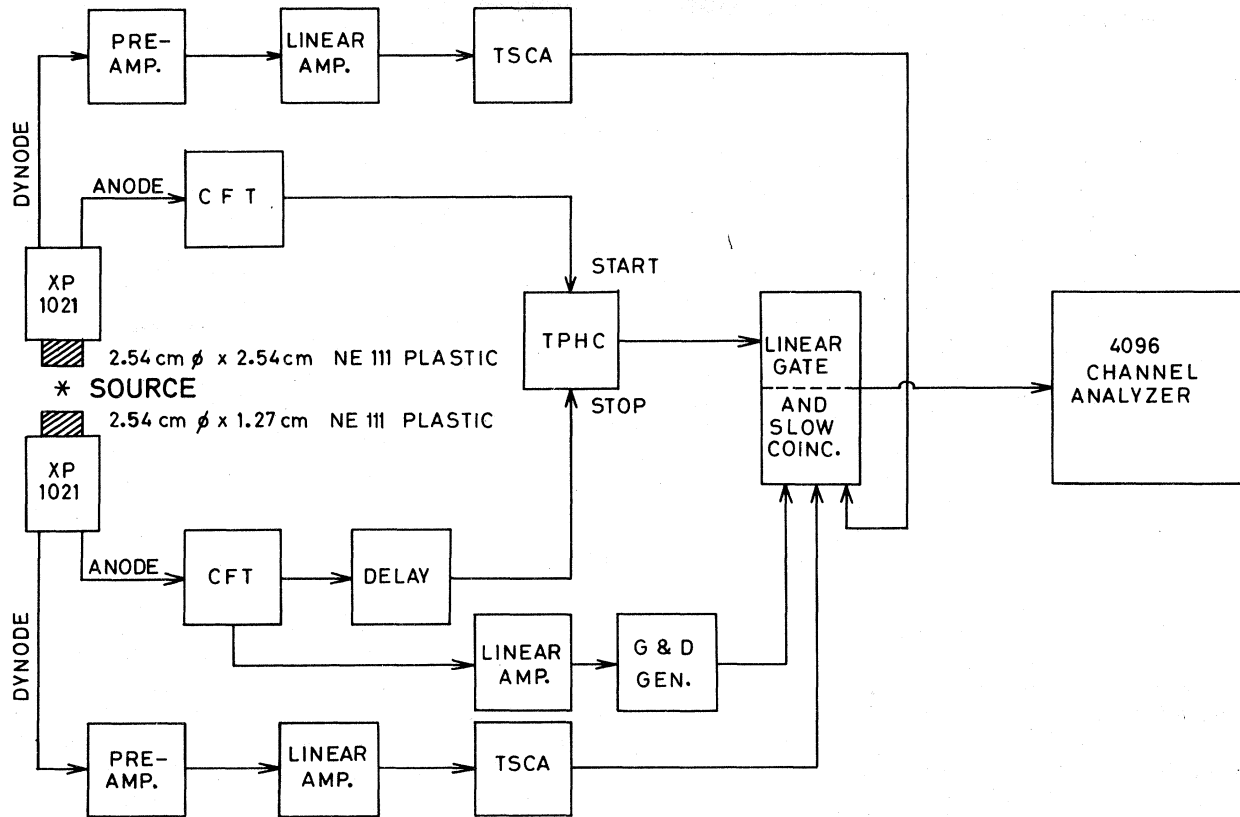 PRE-
AMP.
LINEAR
AMP.
TSCA
DYNODE
ANODE
CFT
XP
1021
START
TPHC
STOP
LINEAR
GATE
AND
SLOW
COINC.
4096
CHANNEL
ANALYZER
2.54 cm ϕ x 2.54 cm NE 111 PLASTIC
* SOURCE
2.54 cm ϕ x 1.27 cm NE 111 PLASTIC
XP
1021
ANODE
CFT
DELAY
DYNODE
LINEAR
AMP.
G & D
GEN.
PRE-
AMP.
LINEAR
AMP.
TSCA